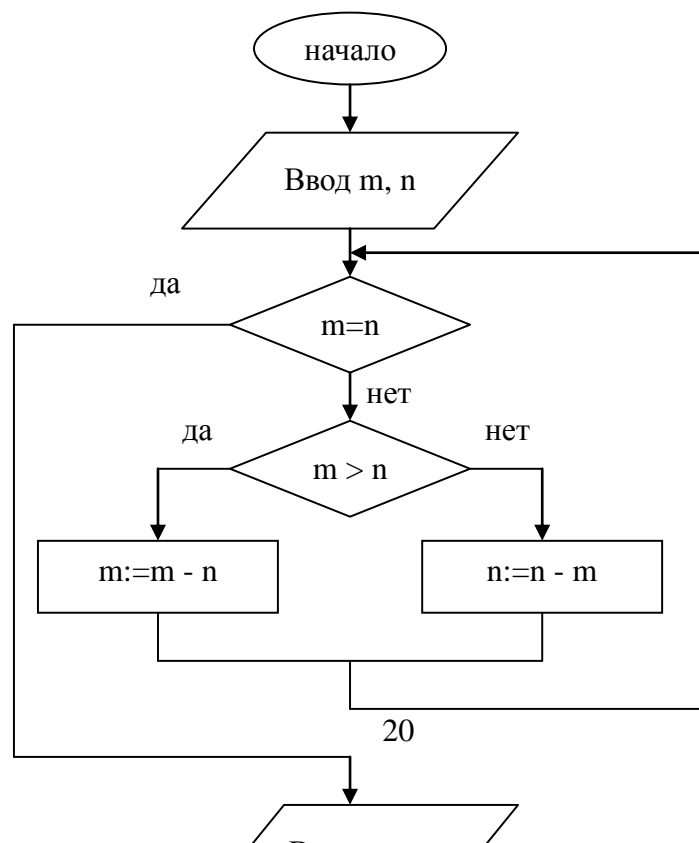 начало
Ввод m, n
да
m=n
нет
да
нет
m > n
m:=m - n
n:=n - m
20